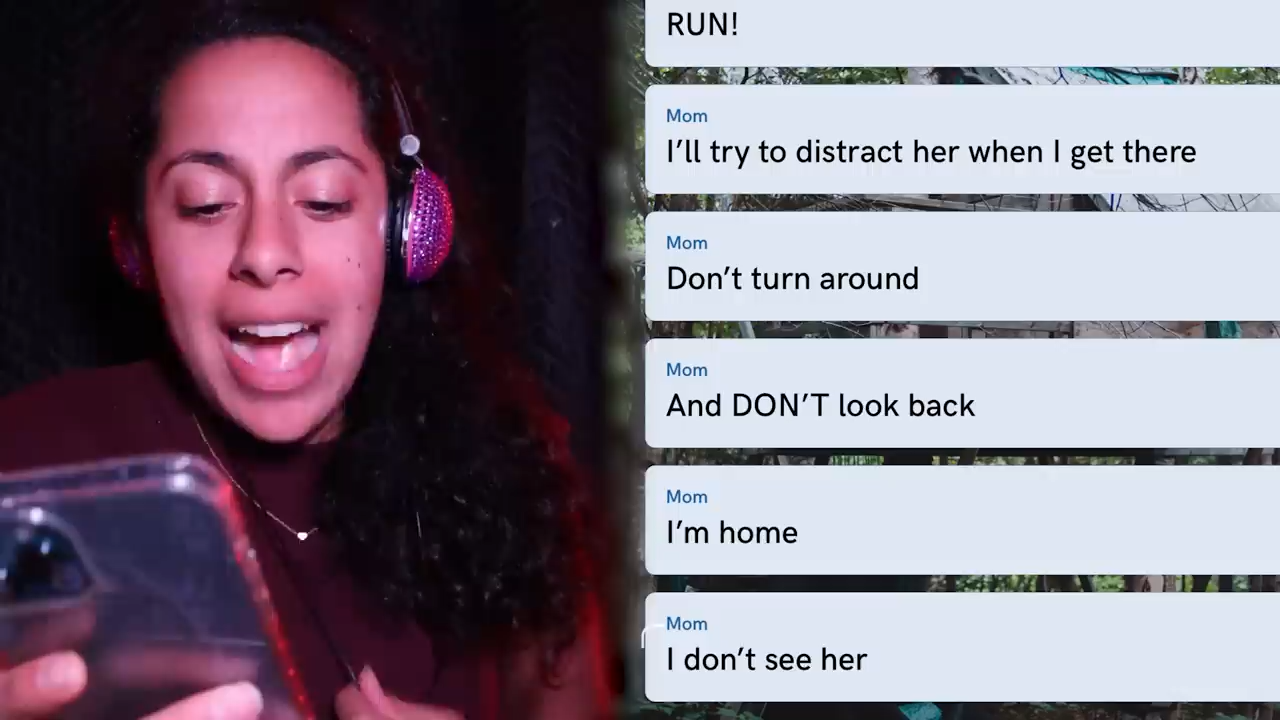 RUN!
Mom
I’ll try to distract her when I get there
Mom
Don’t turn around
Mom
And DON’T look back
Mom
I’m home
Mom
I don’t see her